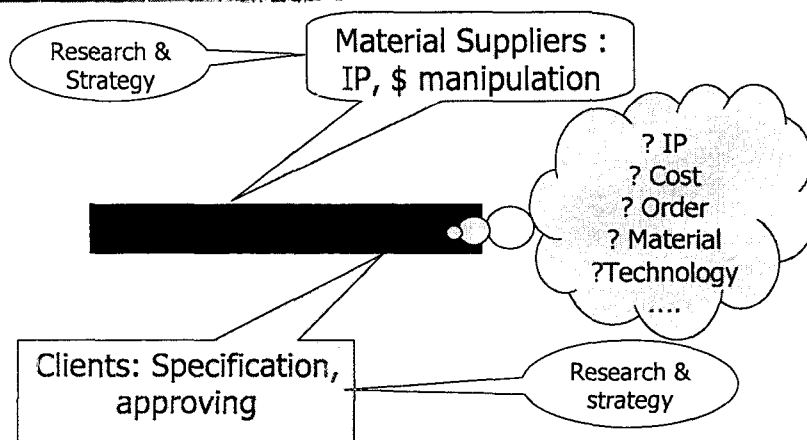 Research &
Strategy
Material Suppliers :
IP, $ manipulation
? IP
? Cost
? Order
? Material
?Technology
....
Clients: Specification,
approving
Research &
strategy